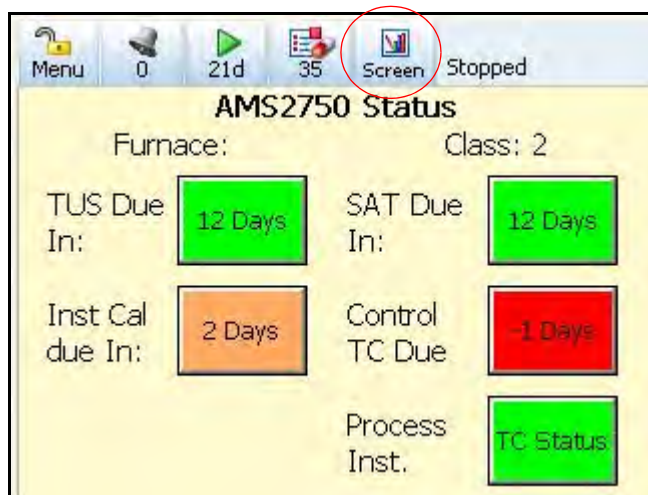 Menu 0 21d 35 Screen Stopped
AMS2750 Status
Furnace: Class: 2
TUS Due In: 12 Days
SAT Due In: 12 Days
Inst Cal due In: 2 Days
Control TC Due -1 Days
Process Inst. TC Status